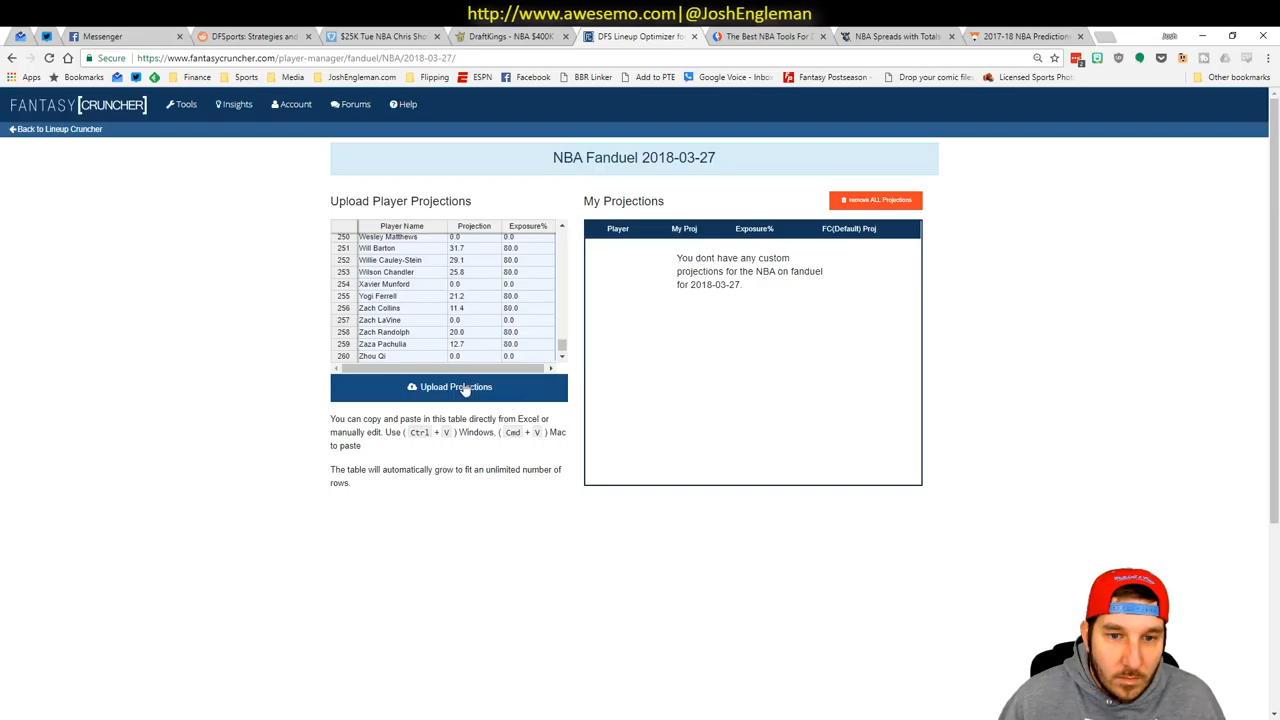 http://www.awesemo.com|@JoshEngleman
Messenger
DFSports: Strategies and
$25K Tue NBA Chris Sho
DraftKings - NBA $400K
DFS Lineup Optimizer for
The Best NBA Tools For D
NBA Spreads with Totals
2017-18 NBA Prediction
Josh
Secure
https://www.fantasycruncher.com/player-manager/fanduel/NBA/2018-03-27/
Apps
Bookmarks
Finance
Sports
Media
JoshEngleman.com
Flipping
ESPN
Facebook
BBR Linker
Add to PTE
Google Voice - Inbo
Fantasy Postseason -
Drop your comic files
Licensed Sports Phot
Other bookmarks
FANTASY[CRUNCHER]
Tools
Insights
Account
Forums
Help
Back to Lineup Cruncher
NBA Fanduel 2018-03-27
Upload Player Projections
Player Name Projection Exposure%
250 Wesley Matthews 0.0 0.0
251 Will Barton 31.7 80.0
252 Willie Cauley-Stein 29.1 80.0
253 Wilson Chandler 25.8 80.0
254 Xavier Munford 0.0 0.0
255 Yogi Ferrell 21.2 80.0
256 Zach Collins 11.4 80.0
257 Zach LaVine 0.0 0.0
258 Zach Randolph 20.0 80.0
259 Zaza Pachulia 12.7 80.0
260 Zhou Qi 0.0 0.0
Upload Projections
You can copy and paste in this table directly from Excel or
manually edit. Use ( Ctrl + V ) Windows, ( Cmd + V ) Mac
to paste
The table will automatically grow to fit an unlimited number of
rows.
My Projections
remove ALL Projections
Player My Proj Exposure% FC(Default) Proj
You dont have any custom
projections for the NBA on fanduel
for 2018-03-27.